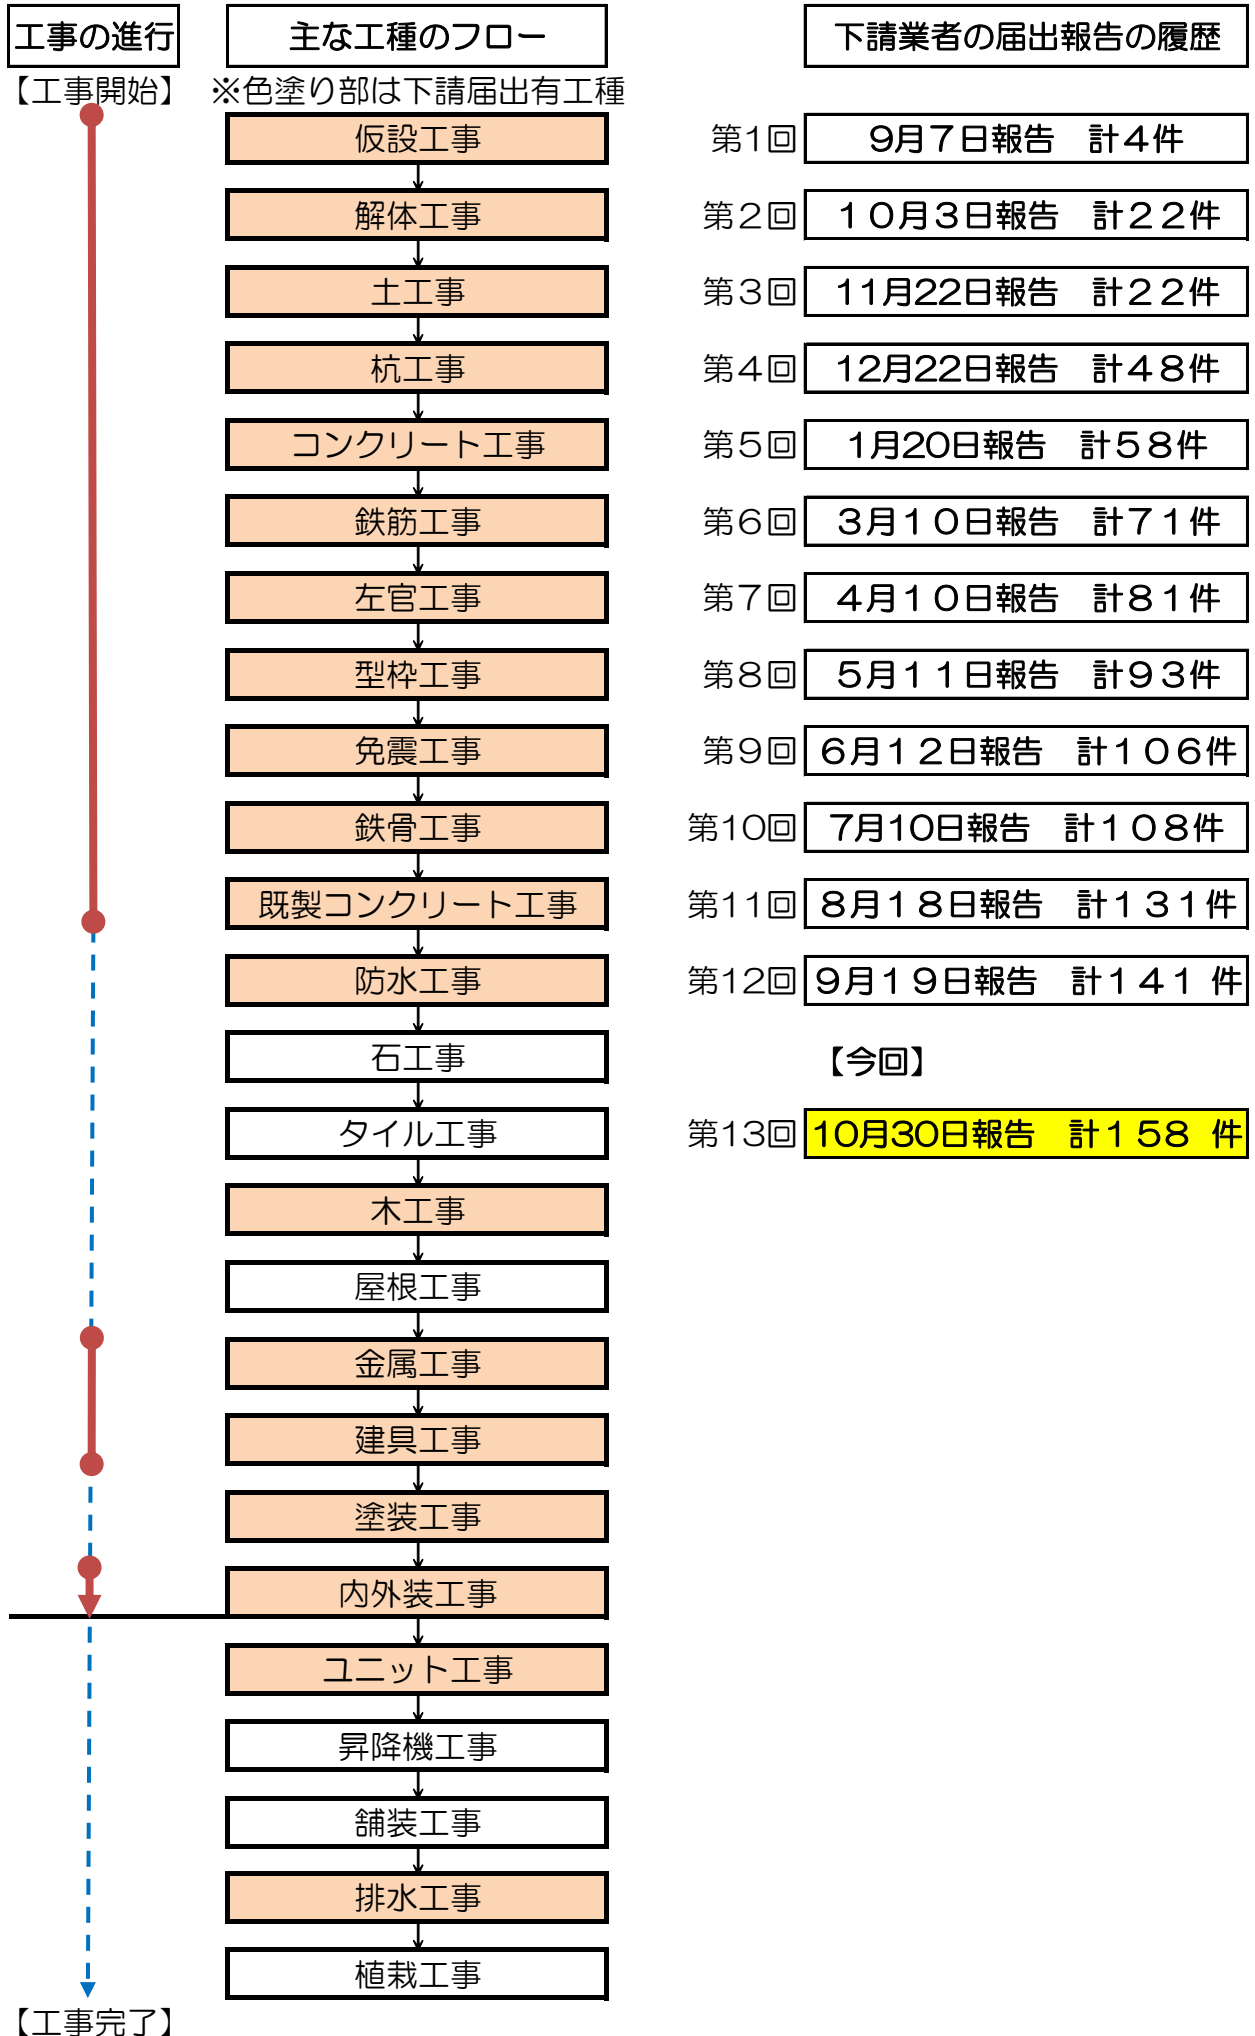 工事の進行
主な工種のフロー
下請業者の届出報告の履歴
【工事開始】
※色塗り部は下請届出有工種
仮設工事
第1回 9月7日報告　計4件
解体工事
第2回 10月3日報告　計22件
土工事
第3回 11月22日報告　計22件
杭工事
第4回 12月22日報告　計48件
コンクリート工事
第5回 1月20日報告　計58件
鉄筋工事
第6回 3月10日報告　計71件
左官工事
第7回 4月10日報告　計81件
型枠工事
第8回 5月11日報告　計93件
免震工事
第9回 6月12日報告　計106件
鉄骨工事
第10回 7月10日報告　計108件
既製コンクリート工事
第11回 8月18日報告　計131件
防水工事
第12回 9月19日報告　計141 件
石工事
【今回】
タイル工事
第13回 10月30日報告　計158 件
木工事
屋根工事
金属工事
建具工事
塗装工事
内外装工事
ユニット工事
昇降機工事
舗装工事
排水工事
植栽工事
【工事完了】